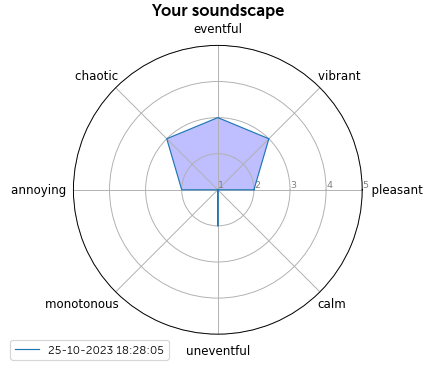 Your soundscape
eventful
chaotic
vibrant
annoying
1 2 3 4 5
pleasant
monotonous
calm
uneventful
25-10-2023 18:28:05